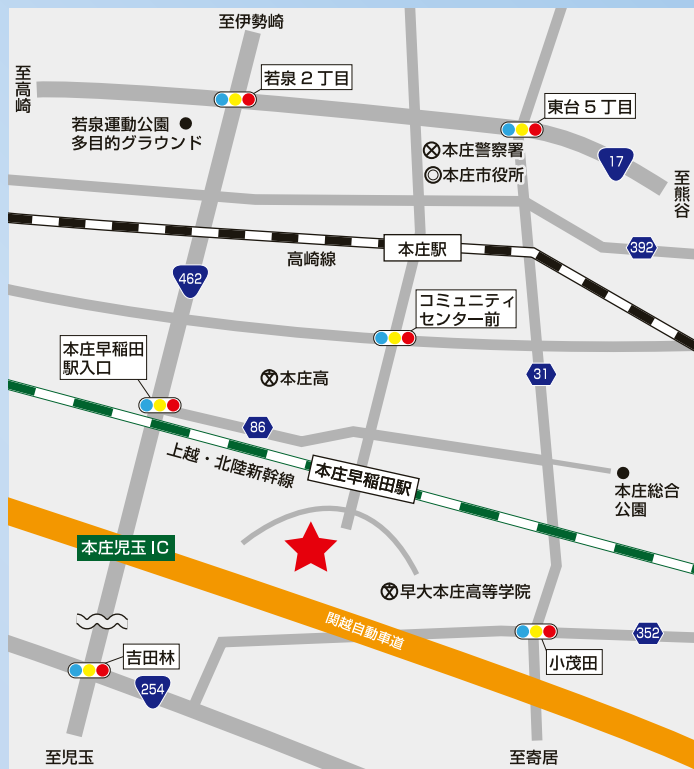 至伊勢崎
至高崎
若泉2丁目
東台5丁目
若泉運動公園
多目的グラウンド
本庄警察署
本庄市役所
17
至熊谷
本庄駅
高崎線
392
462
コミュニティ
センター前
本庄早稲田
駅入口
本庄高
31
86
上越・北陸新幹線
本庄早稲田駅
本庄総合
公園
本庄児玉IC
早大本庄高等学院
関越自動車道
352
吉田林
小茂田
254
至児玉
至寄居